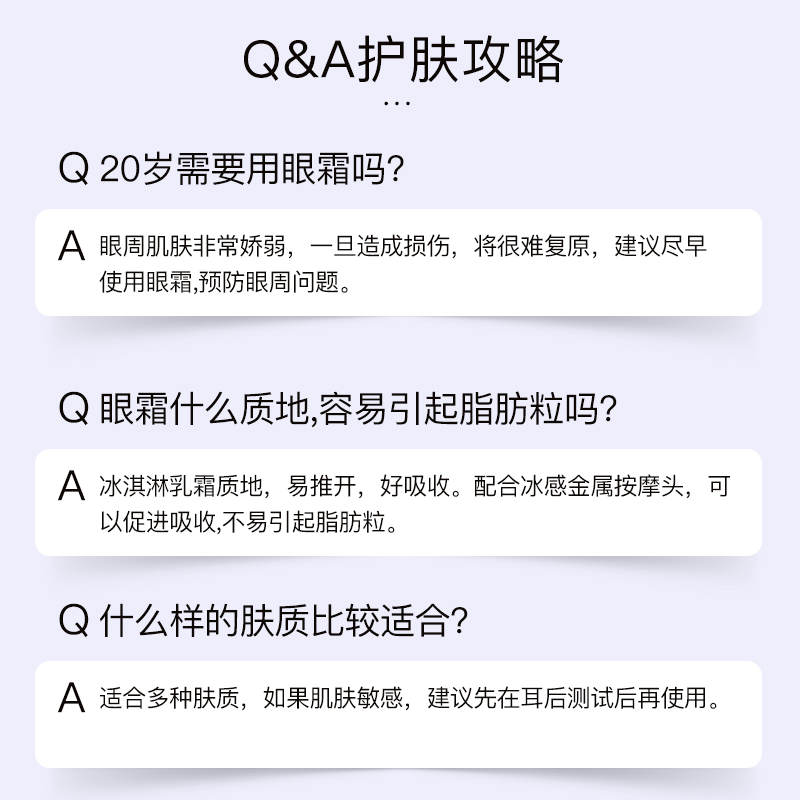 Q&A护肤攻略
...
Q 20岁需要用眼霜吗?
A 眼周肌肤非常娇弱，一旦造成损伤，将很难复原，建议尽早
使用眼霜,预防眼周问题。
Q 眼霜什么质地,容易引起脂肪粒吗?
A 冰淇淋乳霜质地，易推开，好吸收。配合冰感金属按摩头，可
以促进吸收,不易引起脂肪粒。
Q 什么样的肤质比较适合?
A 适合多种肤质，如果肌肤敏感，建议先在耳后测试后再使用。